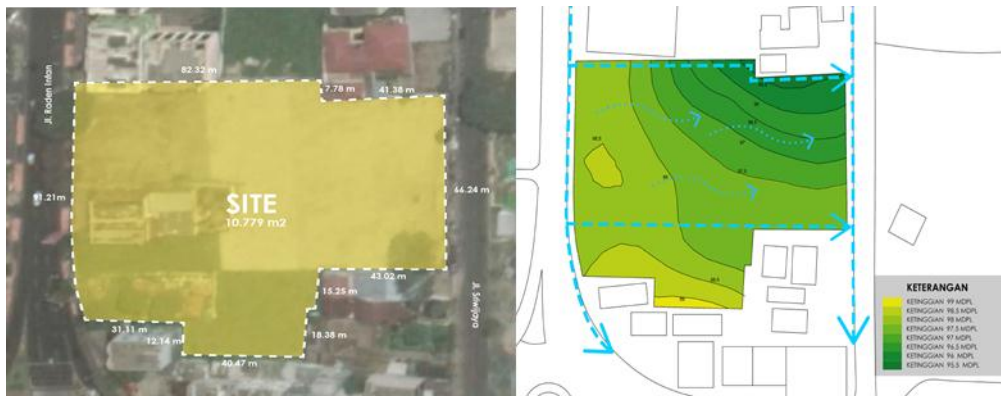 82.32 m
7.78 m
41.38 m
Jl. Raden Intan
91.21m
66.24 m
SITE
10.779 m2
43.02 m
15.25 m
Jl. Sriwijaya
31.11 m
12.14 m
18.38 m
40.47 m
KETERANGAN
KETINGGIAN 99 MDPL
KETINGGIAN 98.5 MDPL
KETINGGIAN 98 MDPL
KETINGGIAN 97.5 MDPL
KETINGGIAN 97 MDPL
KETINGGIAN 96.5 MDPL
KETINGGIAN 96 MDPL
KETINGGIAN 95.5 MDPL